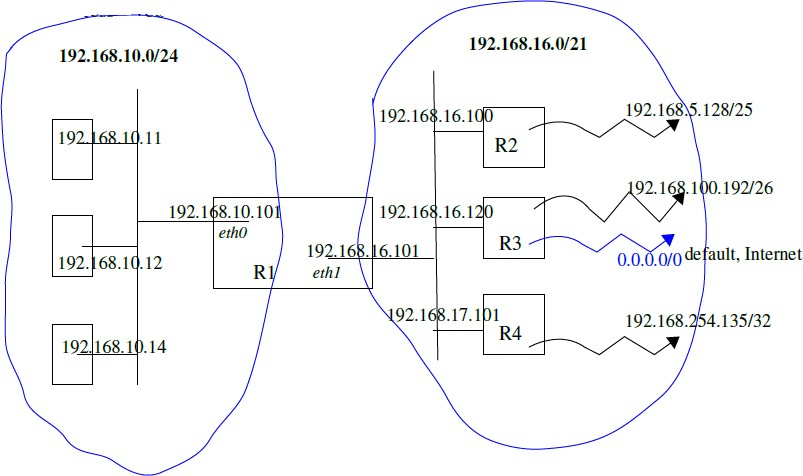 192.168.10.0/24
192.168.10.11
192.168.10.12
192.168.10.14
192.168.10.101
eth0
R1
192.168.16.101
eth1
192.168.16.0/21
192.168.16.100
R2
192.168.5.128/25
192.168.16.120
R3
192.168.100.192/26
0.0.0.0/0
default, Internet
192.168.17.101
R4
192.168.254.135/32